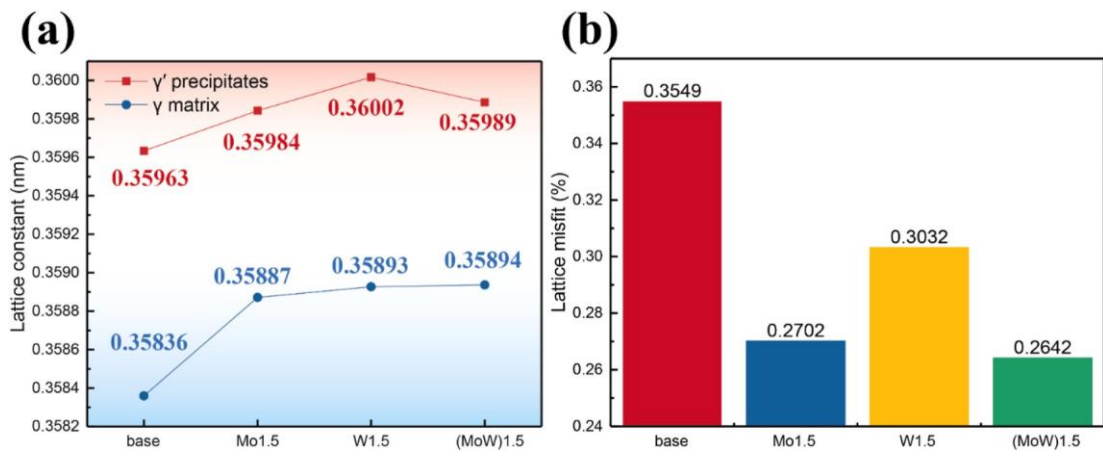 (a)
γ′ precipitates
γ matrix
Lattice constant (nm)
0.3600
0.3598
0.3596
0.3594
0.3592
0.3590
0.3588
0.3586
0.3584
0.3582
0.35963
0.35984
0.36002
0.35989
0.35836
0.35887
0.35893
0.35894
base
Mo1.5
W1.5
(MoW)1.5
(b)
Lattice misfit (%)
0.36
0.34
0.32
0.30
0.28
0.26
0.24
0.3549
0.2702
0.3032
0.2642
base
Mo1.5
W1.5
(MoW)1.5